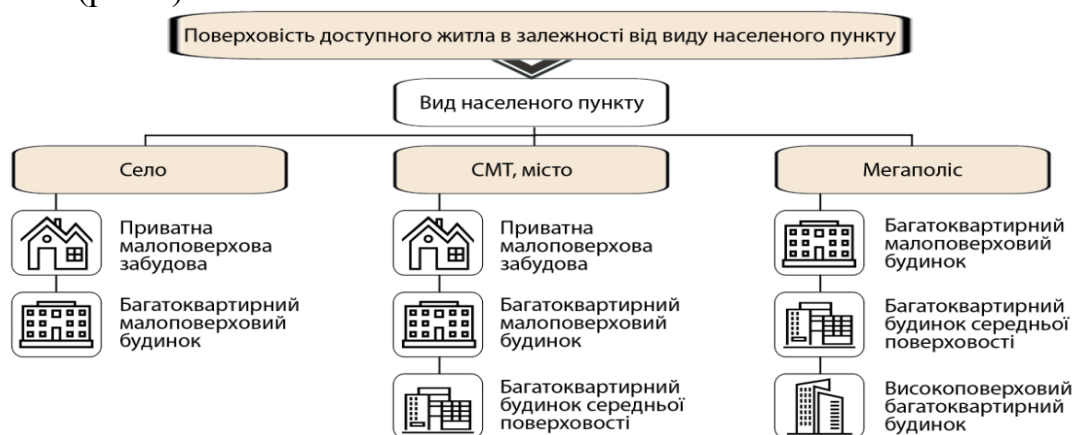 Поверховість доступного житла в залежності від виду населеного пункту
Вид населеного пункту
Село
Приватна
малоповерхова
забудова
Багатоквартирний
малоповерховий
будинок
СМТ, місто
Приватна
малоповерхова
забудова
Багатоквартирний
малоповерховий
будинок
Багатоквартирний
будинок середньої
поверховості
Мегаполіс
Багатоквартирний
малоповерховий
будинок
Багатоквартирний
будинок середньої
поверховості
Високоповерховий
багатоквартирний
будинок